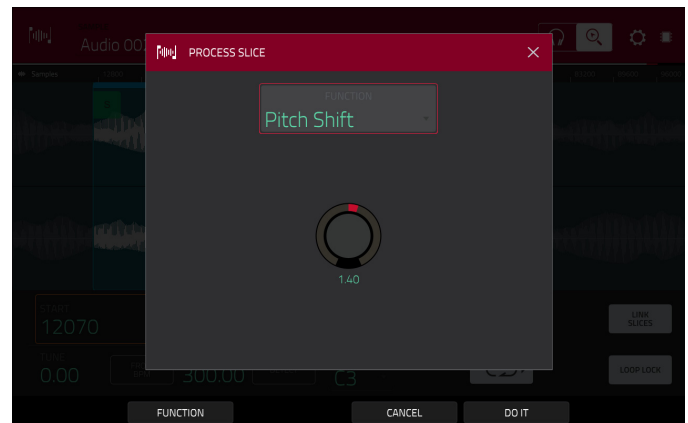 Audio 002
PROCESS SLICE
Samples
FUNCTION
Pitch Shift
1.40
START
12070
LINK
SLICES
TUNE
0.00
300.00
C3
LOOP LOCK
FUNCTION
CANCEL
DO IT